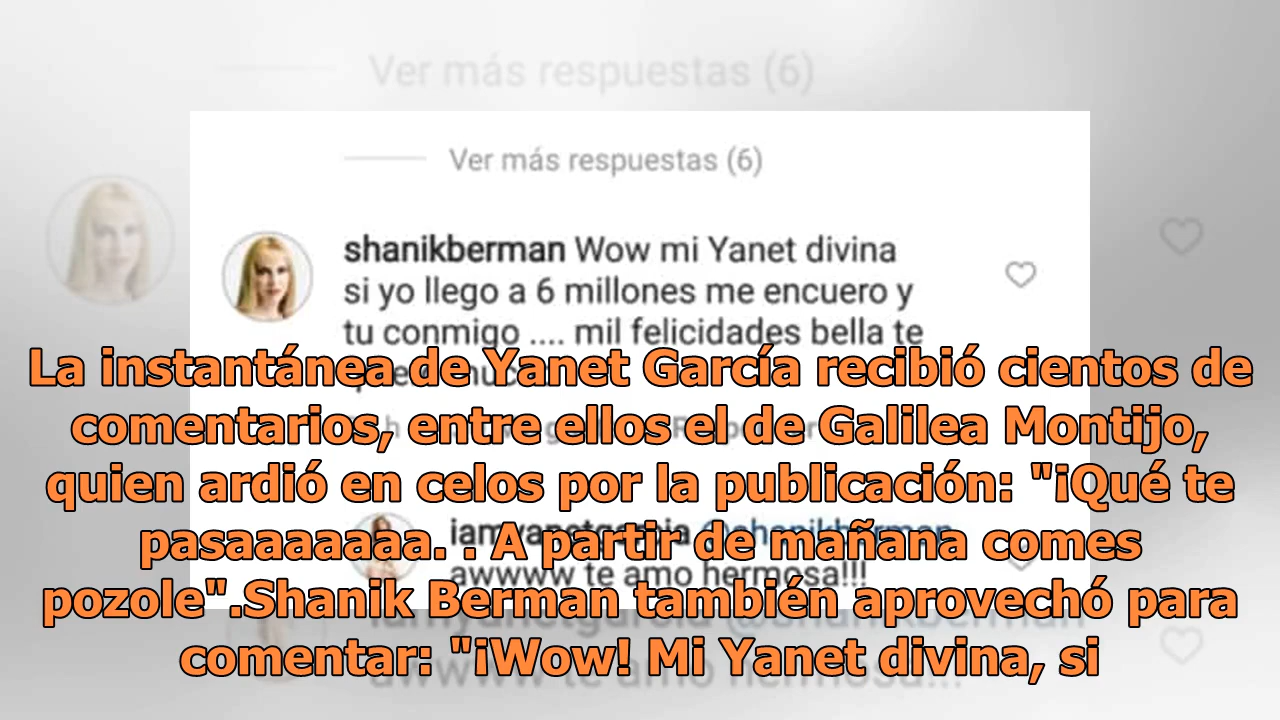 Ver más respuestas (6)
Ver más respuestas (6)
shanikberman Wow mi Yanet divina
si yo llego a 6 millones me encuero y
tu conmigo .... mil felicidades bella te
La instantánea de Yanet García recibió cientos de
comentarios, entre ellos el de Galilea Montijo,
quien ardió en celos por la publicación: "¡Qué te
pasaaaaaaa. . A partir de mañana comes
pozole".Shanik Berman también aprovechó para
comentar: "¡Wow! Mi Yanet divina, si
iamyanetgarcia @shanikberman
awwww te amo hermosa!!!